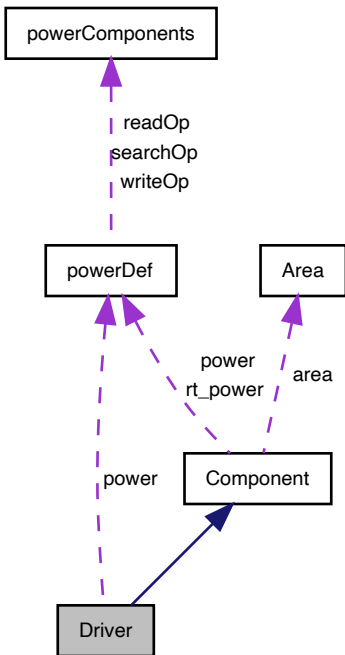 powerComponents
readOp
searchOp
writeOp
powerDef
Area
power
rt_power
area
power
Component
Driver